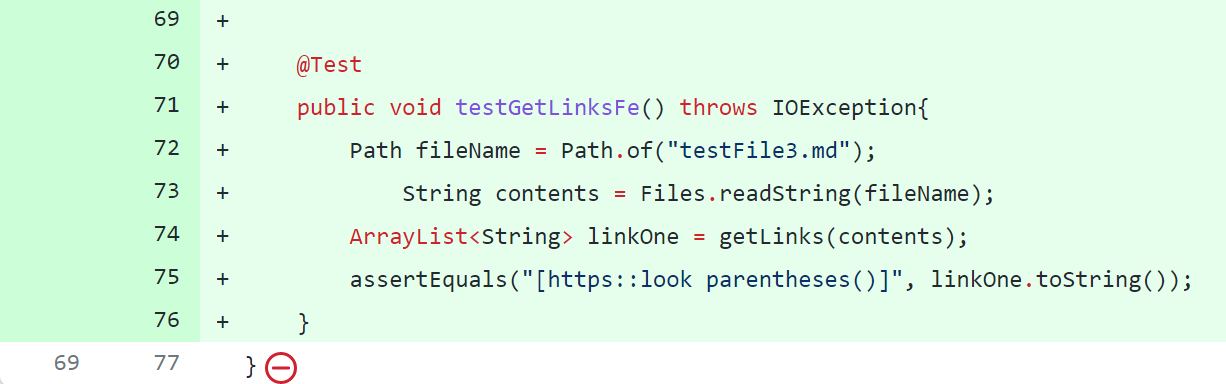 69 +
70 +     @Test
71 +     public void testGetLinksFe() throws IOException{
72 +         Path fileName = Path.of("testFile3.md");
73 +             String contents = Files.readString(fileName);
74 +         ArrayList<String> linkOne = getLinks(contents);
75 +         assertEquals("[https::look parentheses()]", linkOne.toString());
76 +     }
69 77   }